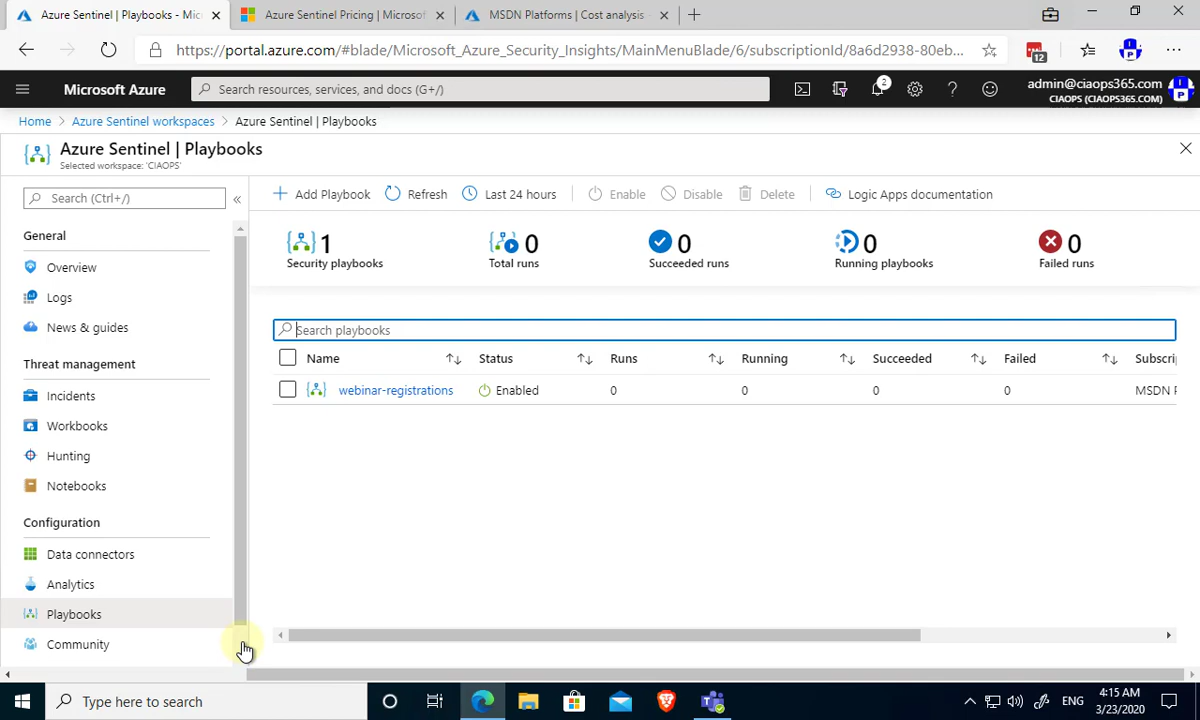 Azure Sentinel | Playbooks - Mic
Azure Sentinel Pricing | Microsof
MSDN Platforms | Cost analysis -
https://portal.azure.com/#blade/Microsoft_Azure_Security_Insights/MainMenuBlade/6/subscriptionId/8a6d2938-80eb...
12
Microsoft Azure
Search resources, services, and docs (G+/)
2
admin@ciaops365.com
CIAOPS (CIAOPS365.COM)
Home > Azure Sentinel workspaces > Azure Sentinel | Playbooks
Azure Sentinel | Playbooks
Selected workspace: 'CIAOPS'
Search (Ctrl+/)
«
General
Overview
Logs
News & guides
Threat management
Incidents
Workbooks
Hunting
Notebooks
Configuration
Data connectors
Analytics
Playbooks
Community
Add Playbook Refresh Last 24 hours Enable Disable Delete Logic Apps documentation
1 0 0 0 0
Security playbooks Total runs Succeeded runs Running playbooks Failed runs
Search playbooks
Name Status Runs Running Succeeded Failed Subscri
webinar-registrations Enabled 0 0 0 0 MSDN P
Type here to search
ENG
4:15 AM
3/23/2020